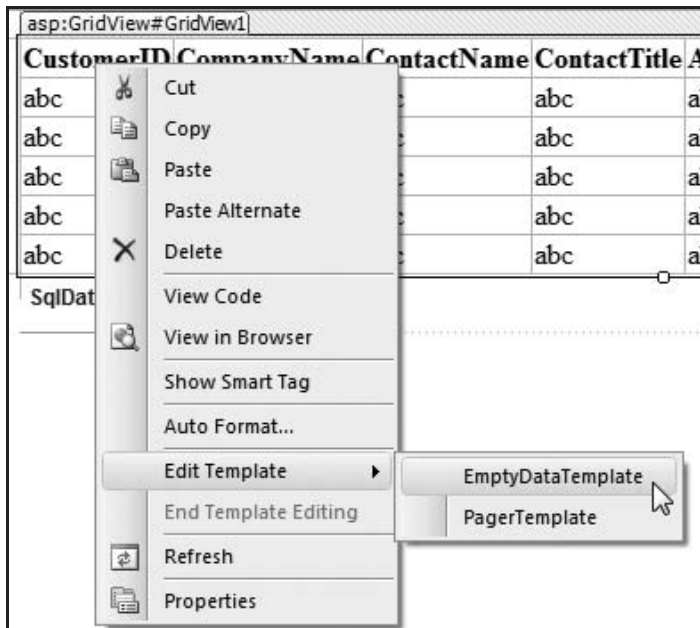 asp:GridView#GridView1
CustomerID CompanyName ContactName ContactTitle A
abc abc
abc abc
abc abc
abc abc
abc abc
SqlDat
Cut
Copy
Paste
Paste Alternate
Delete
View Code
View in Browser
Show Smart Tag
Auto Format...
Edit Template
End Template Editing
Refresh
Properties
EmptyDataTemplate
PagerTemplate